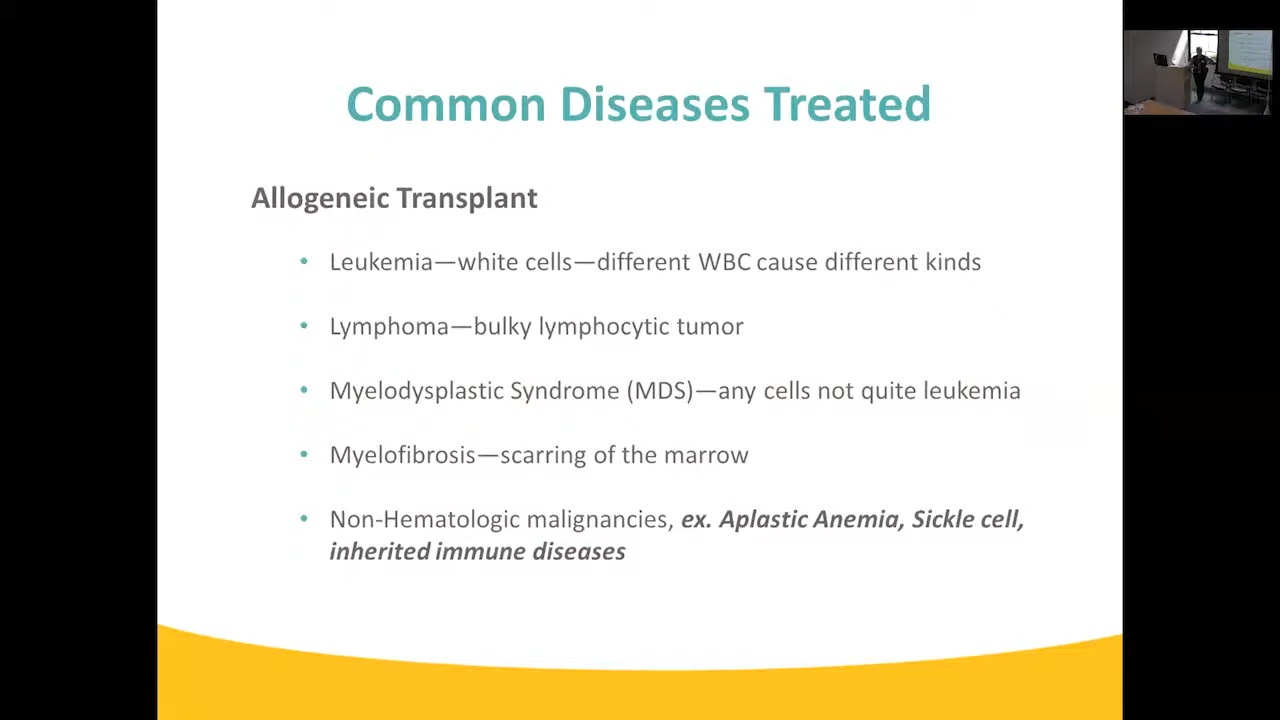 Common Diseases Treated
Allogeneic Transplant
• Leukemia—white cells—different WBC cause different kinds
• Lymphoma—bulky lymphocytic tumor
• Myelodysplastic Syndrome (MDS)—any cells not quite leukemia
• Myelofibrosis—scarring of the marrow
• Non-Hematologic malignancies, ex. Aplastic Anemia, Sickle cell,
inherited immune diseases